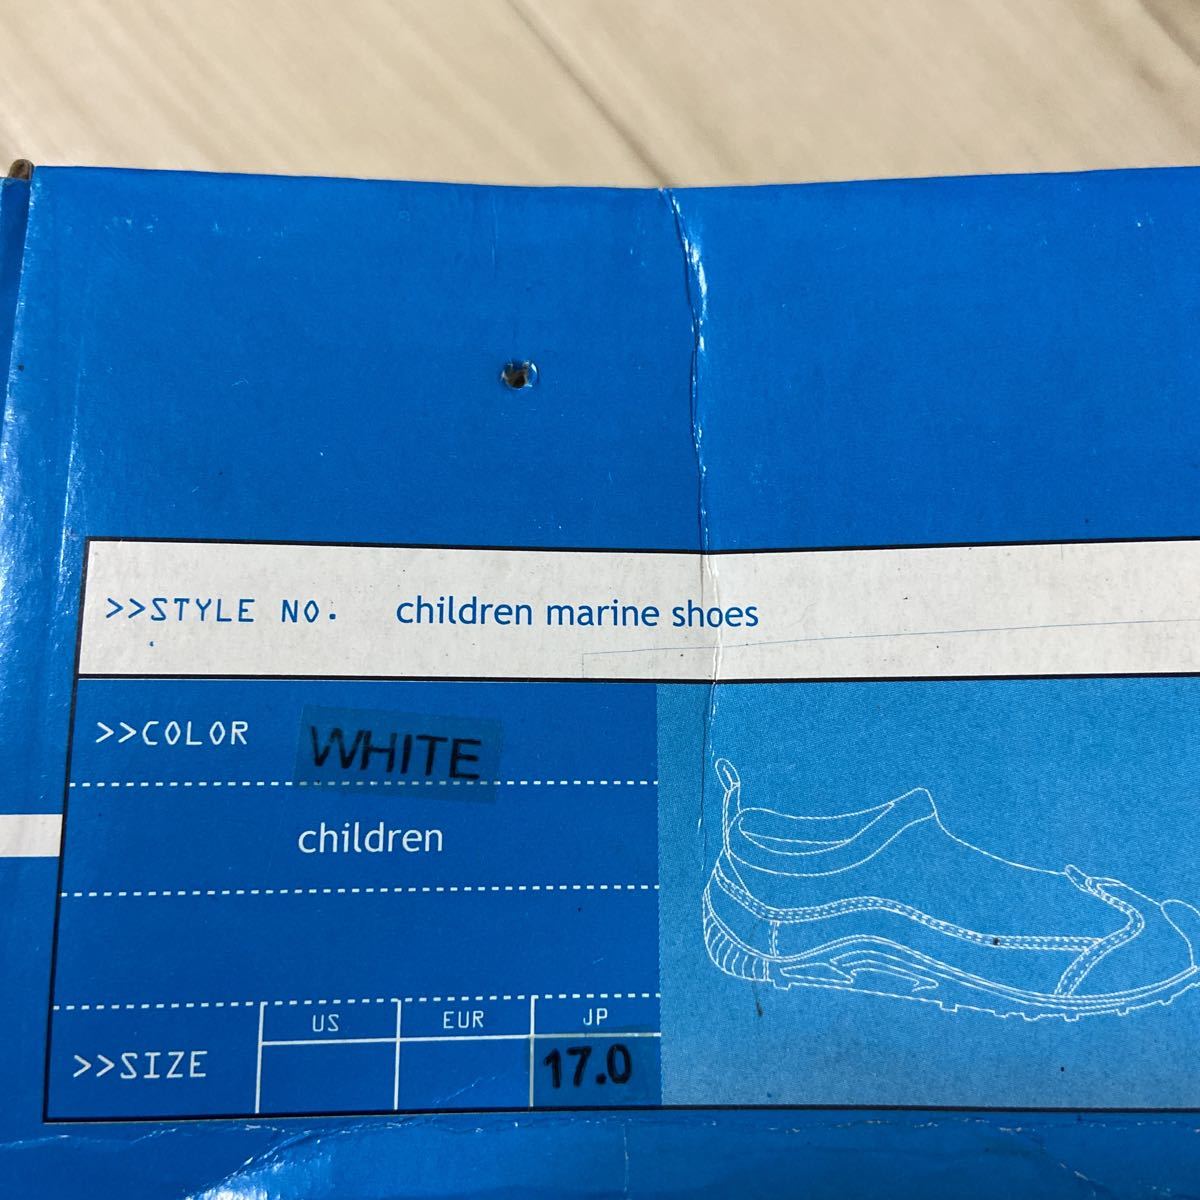 >>STYLE NO. children marine shoes
>>COLOR WHITE
children
US EUR JP
>>SIZE 17.0